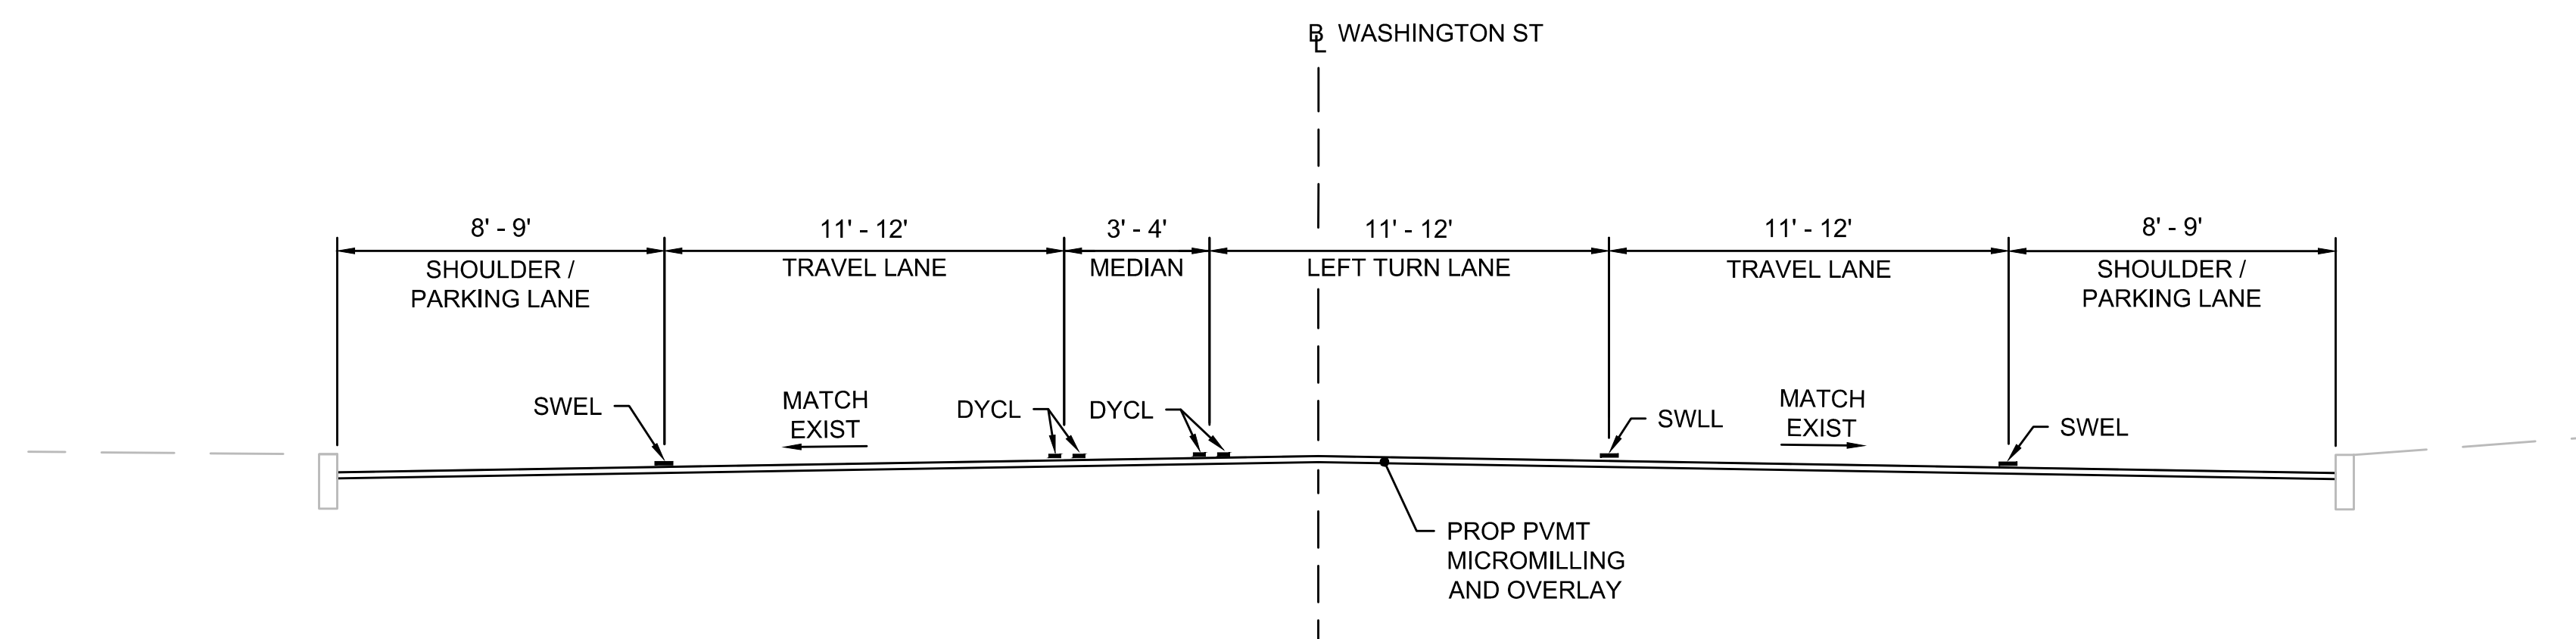 BL WASHINGTON ST
8' - 9'
11' - 12'
3' - 4'
11' - 12'
11' - 12'
8' - 9'
SHOULDER /
PARKING LANE
TRAVEL LANE
MEDIAN
LEFT TURN LANE
TRAVEL LANE
SHOULDER /
PARKING LANE
SWEL
MATCH
EXIST
DYCL
DYCL
SWLL
MATCH
EXIST
SWEL
PROP PVMT
MICROMILLING
AND OVERLAY